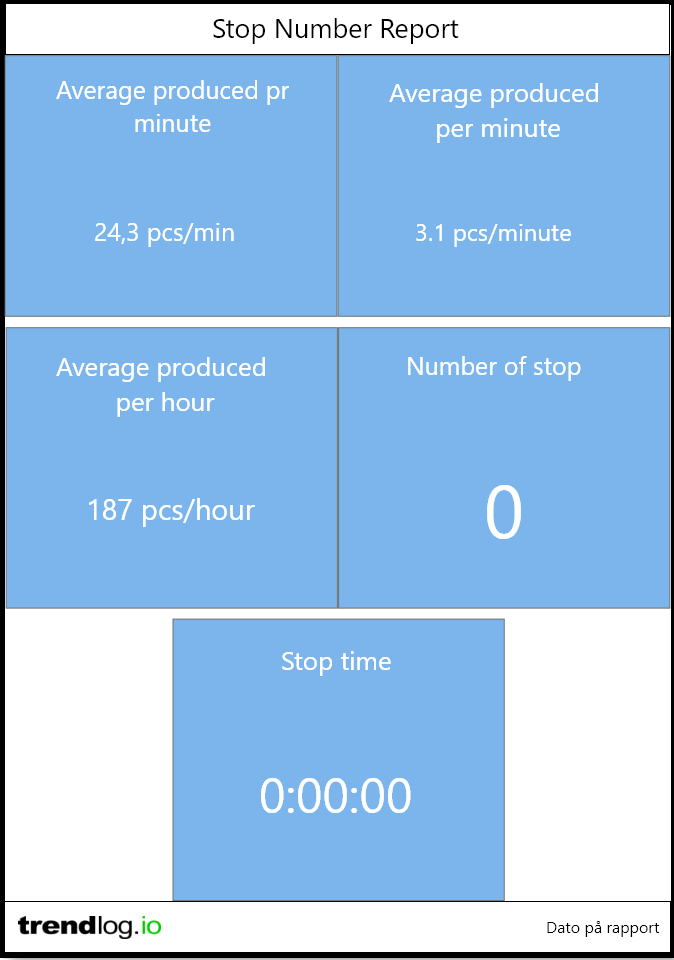 Stop Number Report
Average produced pr
minute
24,3 pcs/min
Average produced
per minute
3.1 pcs/minute
Average produced
per hour
187 pcs/hour
Number of stop
0
Stop time
0:00:00
trendlog.io
Dato på rapport